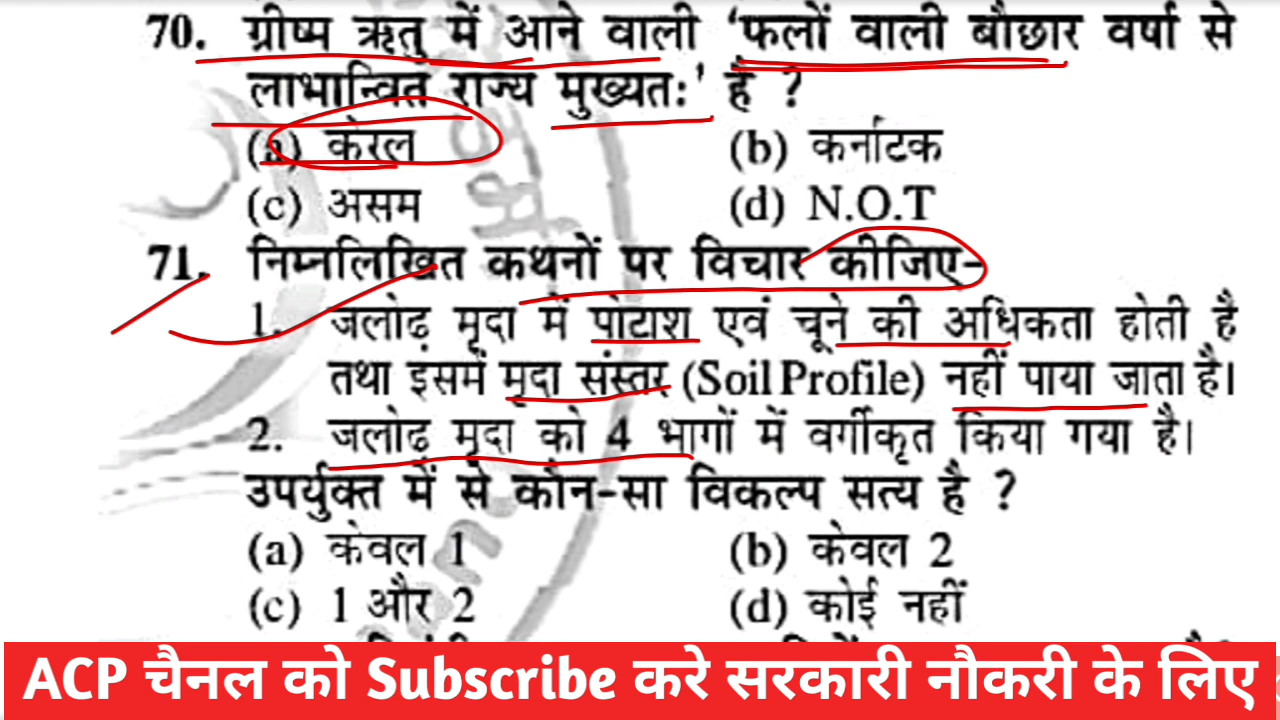 70. ग्रीष्म ऋतु में आने वाली 'फलों वाली बौछार वर्षा से
लाभान्वित राज्य मुख्यतः' है ?
(a) केरल (b) कर्नाटक
(c) असम (d) N.O.T
71. निम्नलिखित कथनों पर विचार कीजिए-
1. जलोढ़ मृदा में पोटाश एवं चूने की अधिकता होती है
तथा इसमें मृदा संस्तर (Soil Profile) नहीं पाया जाता है।
2. जलोढ़ मृदा को 4 भागों में वर्गीकृत किया गया है।
उपर्युक्त में से कौन-सा विकल्प सत्य है ?
(a) केवल 1 (b) केवल 2
(c) 1 और 2 (d) कोई नहीं
ACP चैनल को Subscribe करे सरकारी नौकरी के लिए